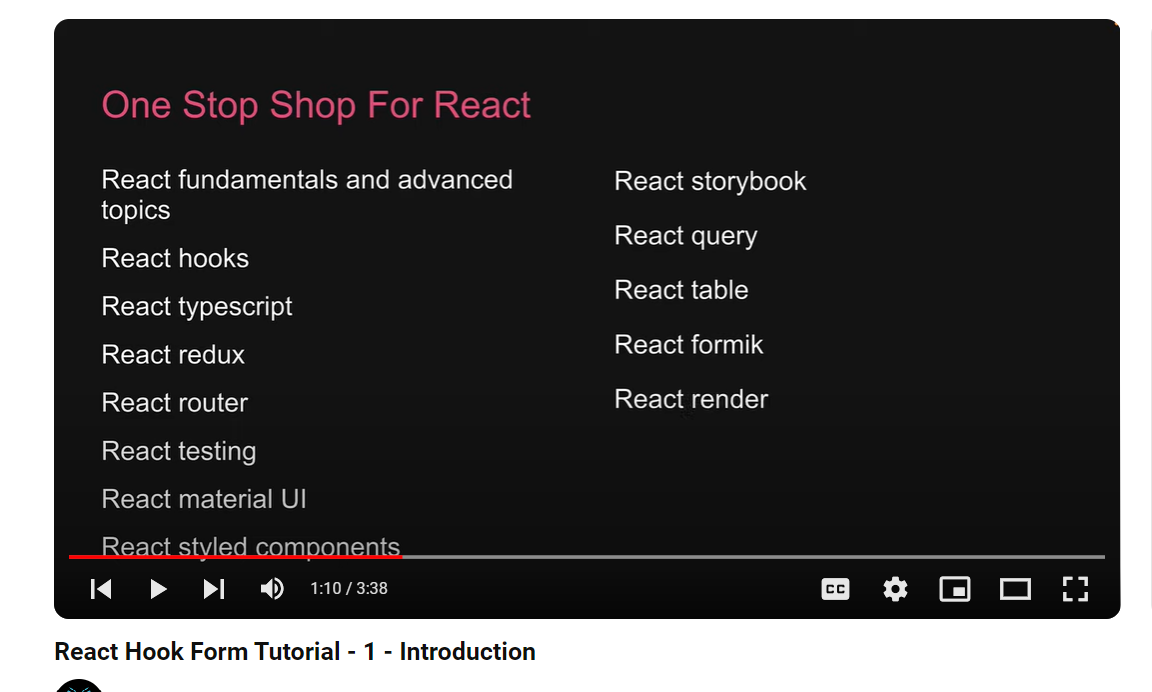 One Stop Shop For React
React fundamentals and advanced
topics
React hooks
React typescript
React redux
React router
React testing
React material UI
React styled components
React storybook
React query
React table
React formik
React render
1:10 / 3:38
CC
React Hook Form Tutorial - 1 - Introduction